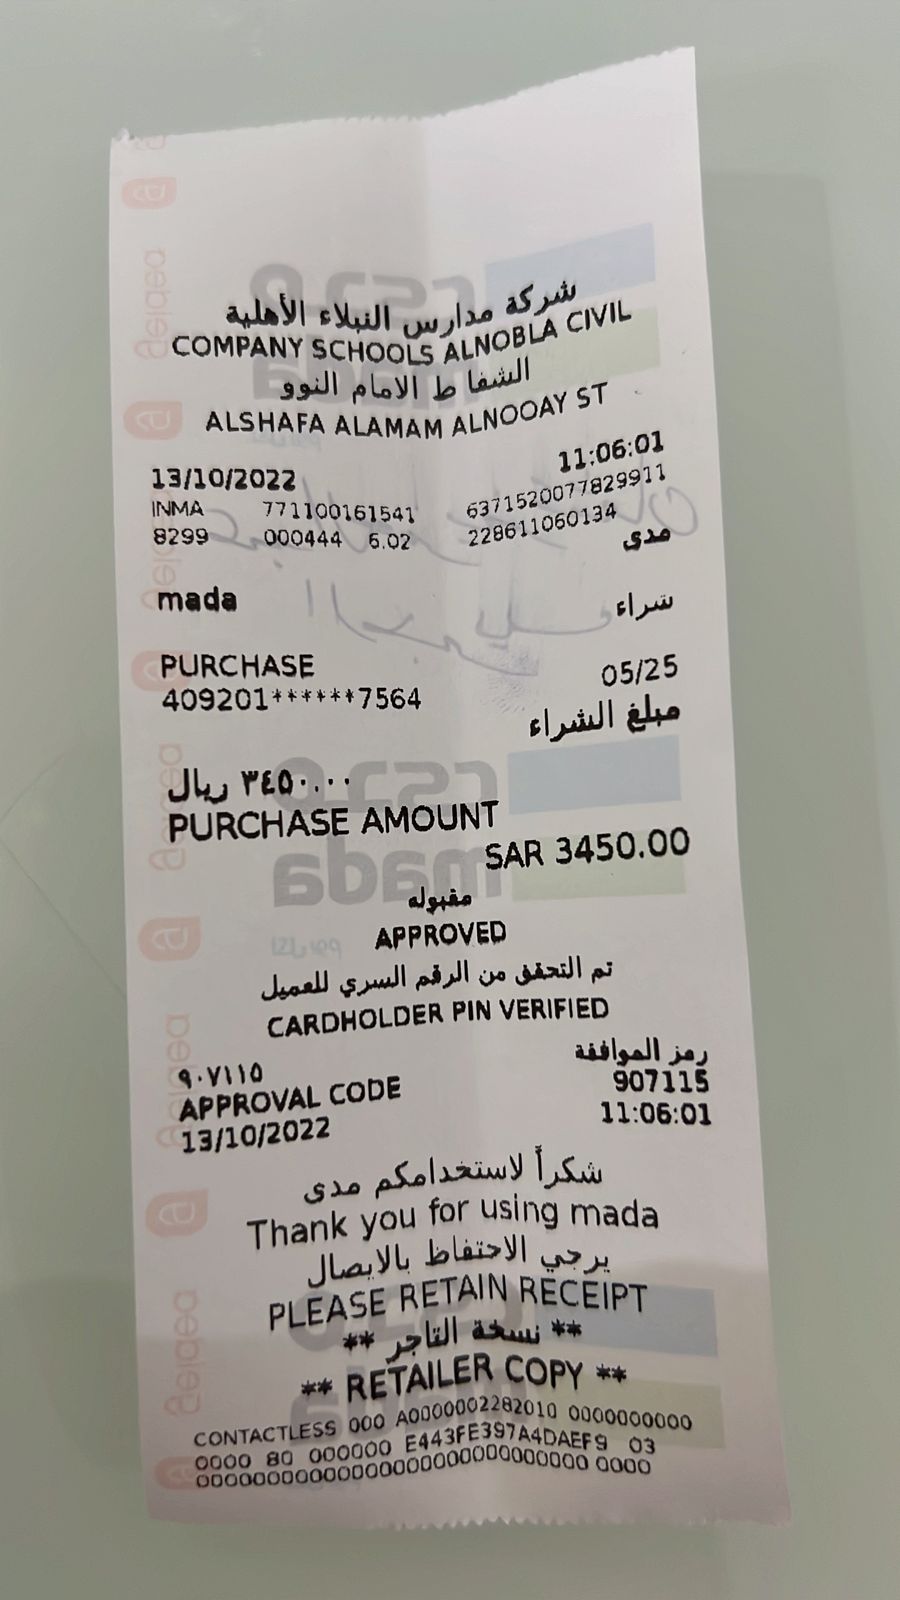 شركة مدارس النبلاء الأهلية
COMPANY SCHOOLS ALNOBLA CIVIL
الشفا ط الامام النوو
ALSHAFA ALAMAM ALNOOAY ST
13/10/2022 11:06:01
INMA 771100161541 6371520077829911
8299 000444 6.02 228611060134
مدى
mada
شراء
PURCHASE
05/25
409201******7564
مبلغ الشراء
٣٤٥٠.٠٠ ريال
PURCHASE AMOUNT
SAR 3450.00
مقبوله
APPROVED
تم التحقق من الرقم السري للعميل
CARDHOLDER PIN VERIFIED
رمز الموافقة
٩٠٧١١٥
907115
APPROVAL CODE
13/10/2022 11:06:01
شكراً لاستخدامكم مدى
Thank you for using mada
يرجي الاحتفاظ بالايصال
PLEASE RETAIN RECEIPT
** نسخة التاجر **
** RETAILER COPY **
CONTACTLESS 000 A0000002282010 0000000000
0000 80 000000 E443FE397A4DAEF9 03